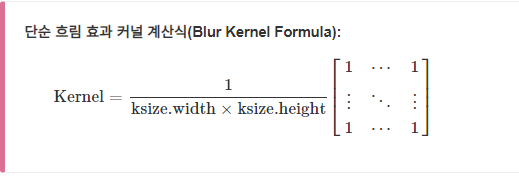 단순 흐림 효과 커널 계산식(Blur Kernel Formula):
Kernel = 1 / (ksize.width × ksize.height) [1 ⋯ 1
⋮ ⋱ ⋮
1 ⋯ 1]